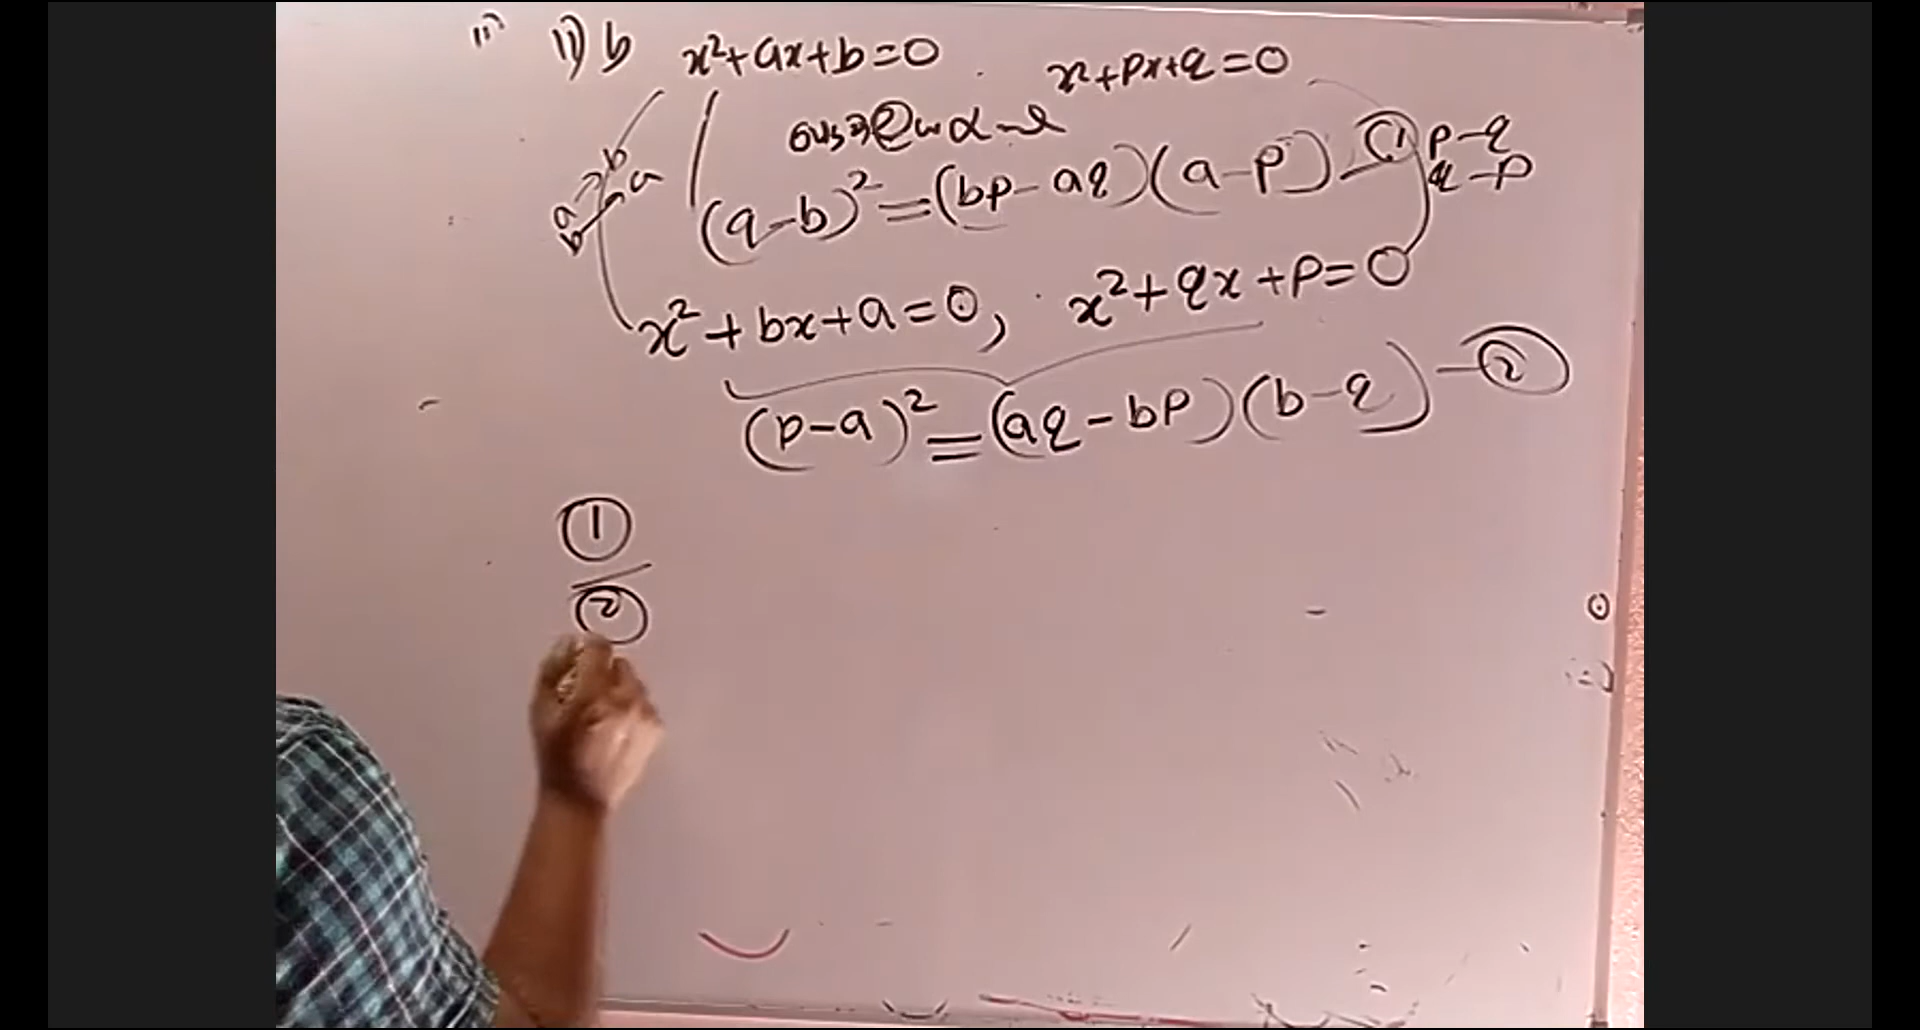 ii) 11) b x²+ax+b=0 . x²+px+q=0
(q-b)²=(bp-aq)(a-p) — ① p-q
q-p
b
a
a
b
x²+bx+a=0, x²+qx+p=0
(p-a)²=(aq-bp)(b-q) — ②
①
②